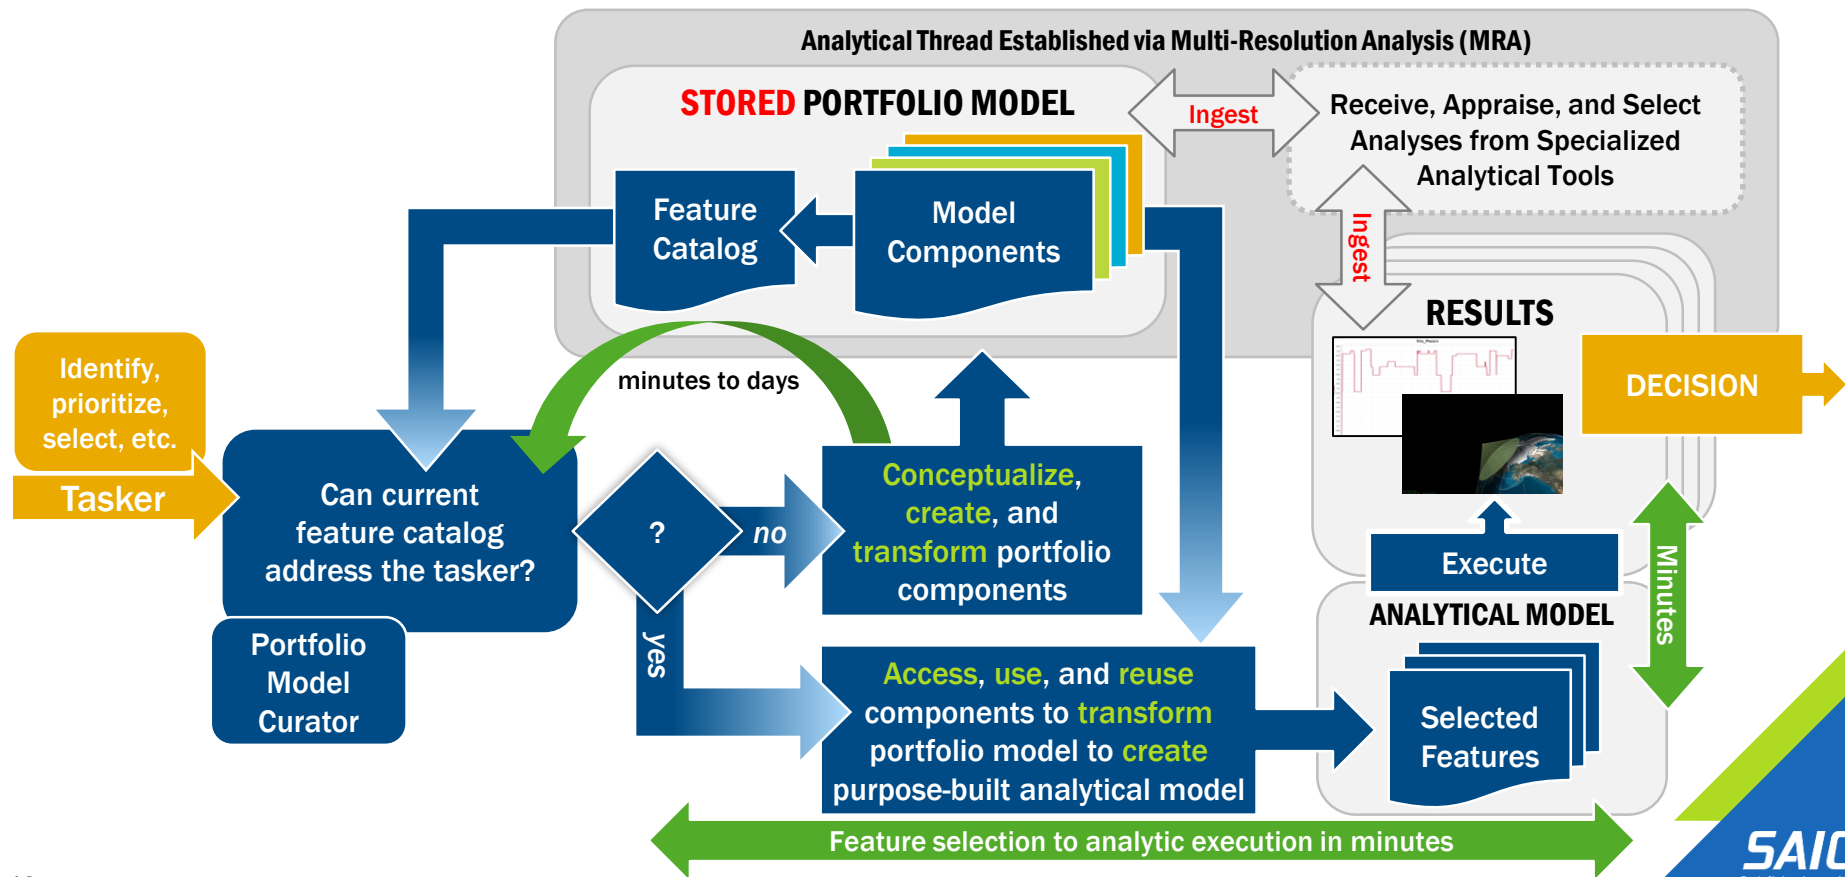 Analytical Thread Established via Multi-Resolution Analysis (MRA)
STORED PORTFOLIO MODEL
Ingest
Receive, Appraise, and Select
Analyses from Specialized
Analytical Tools
Feature
Catalog
Model
Components
Ingest
RESULTS
minutes to days
Identify,
prioritize,
select, etc.
Tasker
Can current
feature catalog
address the tasker?
Portfolio
Model
Curator
?
no
yes
Conceptualize,
create, and
transform portfolio
components
DECISION
Execute
Minutes
ANALYTICAL MODEL
Access, use, and reuse
components to transform
portfolio model to create
purpose-built analytical model
Selected
Features
Feature selection to analytic execution in minutes
SAIC